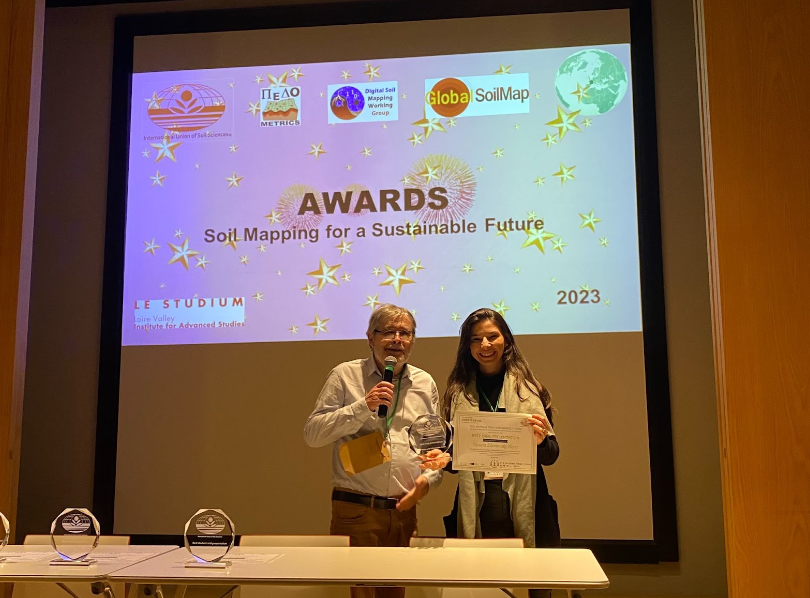 International Union of Soil Sciences
ΠΕΔΟ
METRICS
Digital Soil
Mapping Working
Group
Global SoilMap
AWARDS
Soil Mapping for a Sustainable Future
LE STUDIUM
Loire Valley
Institute for Advanced Studies
2023